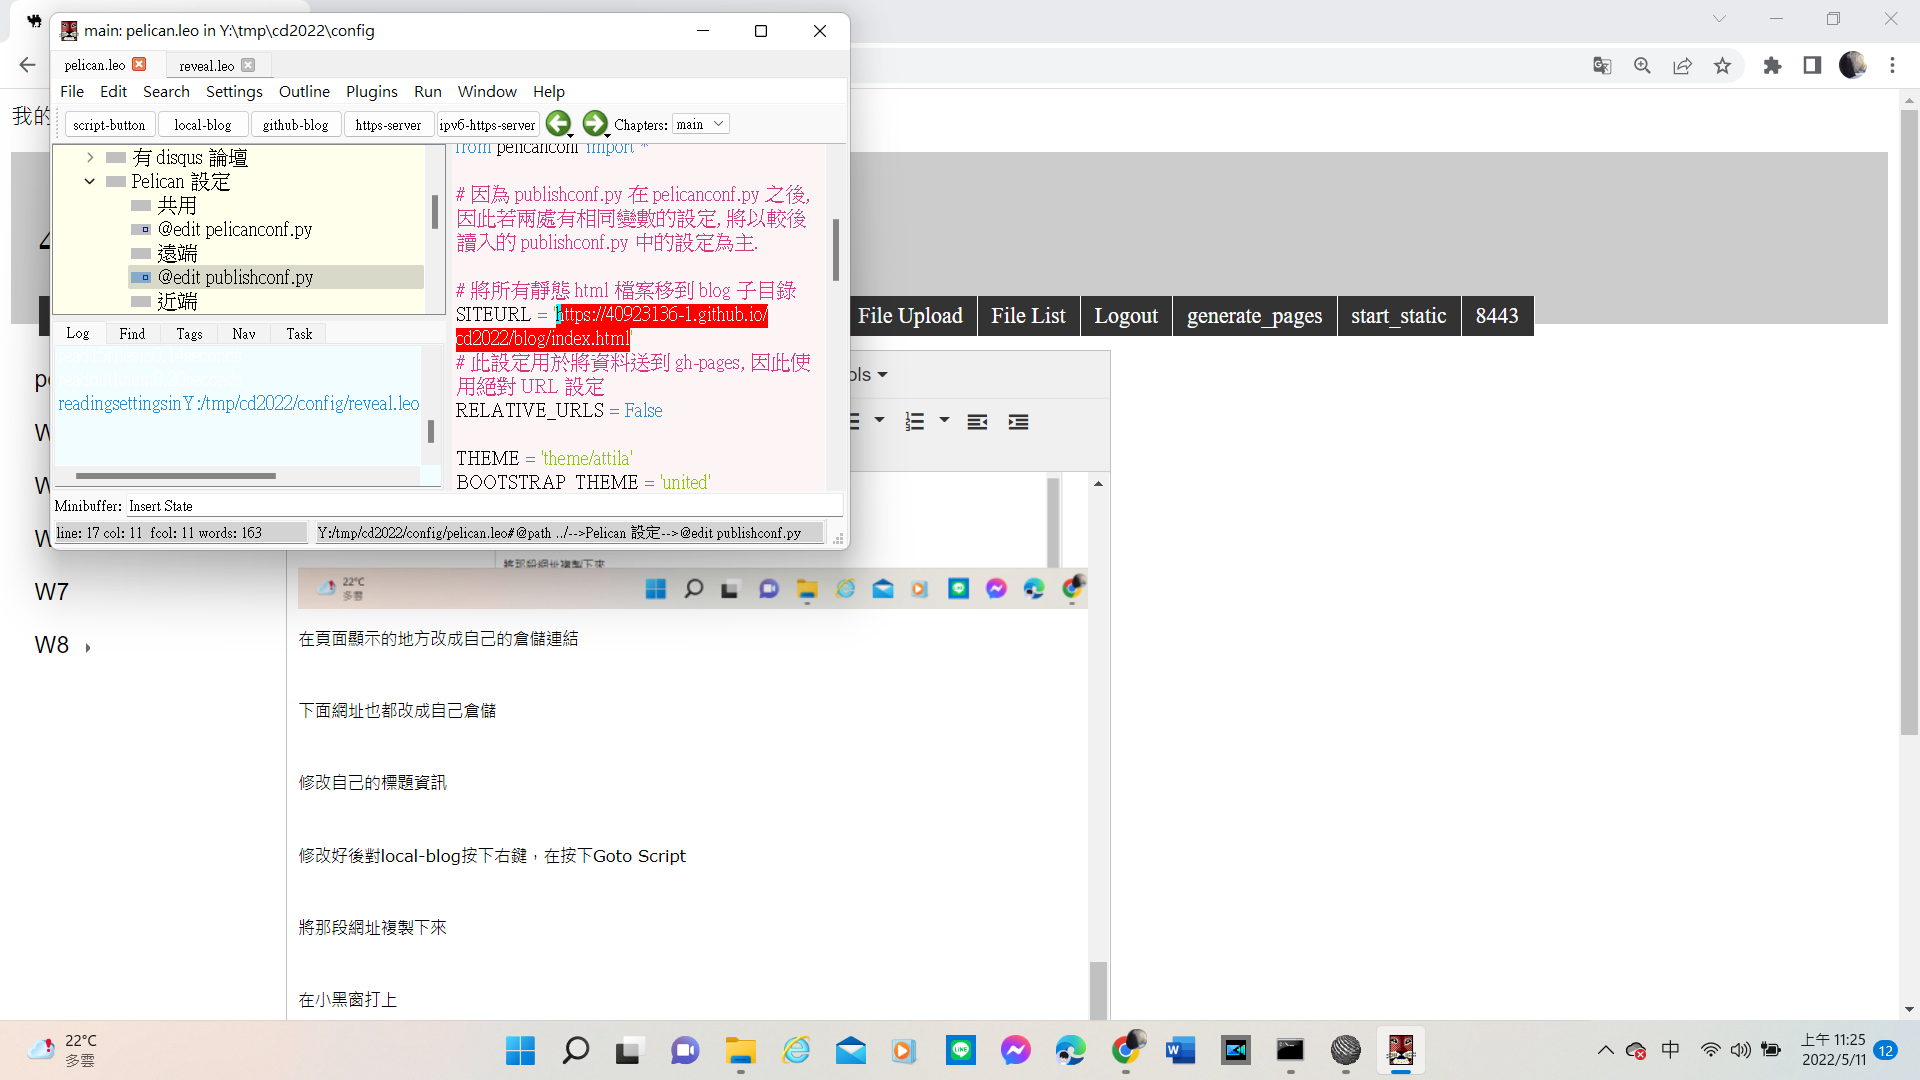 main: pelican.leo in Y:\tmp\cd2022\config
pelican.leo
reveal.leo
File Edit Search Settings Outline Plugins Run Window Help
script-button local-blog github-blog https-server ipv6-https-server Chapters: main
我的
有 disqus 論壇
Pelican 設定
共用
@edit pelicanconf.py
遠端
@edit publishconf.py
近端
from pelicanconf import *
# 因為 publishconf.py 在 pelicanconf.py 之後,
因此若兩處有相同變數的設定, 將以較後
讀入的 publishconf.py 中的設定為主.
# 將所有靜態 html 檔案移到 blog 子目錄
SITEURL = 'https://40923136-1.github.io/
cd2022/blog/index.html'
# 此設定用於將資料送到 gh-pages, 因此使
用絕對 URL 設定
RELATIVE_URLS = False
THEME = 'theme/attila'
BOOTSTRAP_THEME = 'united'
Log Find Tags Nav Task
readingsettingsinY:/tmp/cd2022/config/reveal.leo
Minibuffer: Insert State
line: 17 col: 11 fcol: 11 words: 163
Y:/tmp/cd2022/config/pelican.leo#@path ../-->Pelican 設定-->@edit publishconf.py
4
File Upload File List Logout generate_pages start_static 8443
ols
pe
W
W
W
W7
W8
將那段網址複製下來
22°C
多雲
在頁面顯示的地方改成自己的倉儲連結
下面網址也都改成自己倉儲
修改自己的標題資訊
修改好後對local-blog按下右鍵，在按下Goto Script
將那段網址複製下來
在小黑窗打上
22°C
多雲
中
上午 11:25
2022/5/11
12